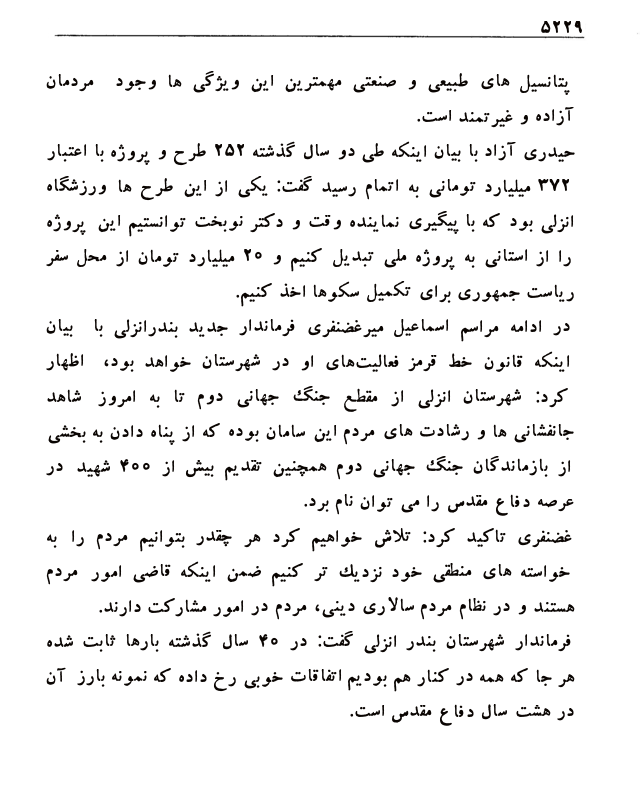 ۵۲۲۹
پتانسیل های طبیعی و صنعتی مهمترین این ویژگی ها وجود مردمان
آزاده و غیرتمند است.
حیدری آزاد با بیان اینکه طی دو سال گذشته ۲۵۲ طرح و پروژه با اعتبار
۳۷۲ میلیارد تومانی به اتمام رسید گفت: یکی از این طرح ها ورزشگاه
انزلی بود که با پیگیری نماینده وقت و دکتر نوبخت توانستیم این پروژه
را از استانی به پروژه ملی تبدیل کنیم و ۲۰ میلیارد تومان از محل سفر
ریاست جمهوری برای تکمیل سکوها اخذ کنیم.
در ادامه مراسم اسماعیل میرغضنفری فرماندار جدید بندرانزلی با بیان
اینکه قانون خط قرمز فعالیت‌های او در شهرستان خواهد بود، اظهار
کرد: شهرستان انزلی از مقطع جنگ جهانی دوم تا به امروز شاهد
جانفشانی ها و رشادت های مردم این سامان بوده که از پناه دادن به بخشی
از بازماندگان جنگ جهانی دوم همچنین تقدیم بیش از ۴۰۰ شهید در
عرصه دفاع مقدس را می توان نام برد.
غضنفری تاکید کرد: تلاش خواهیم کرد هر چقدر بتوانیم مردم را به
خواسته های منطقی خود نزدیك تر کنیم ضمن اینکه قاضی امور مردم
هستند و در نظام مردم سالاری دینی، مردم در امور مشارکت دارند.
فرماندار شهرستان بندر انزلی گفت: در ۴۰ سال گذشته بارها ثابت شده
هر جا که همه در کنار هم بودیم اتفاقات خوبی رخ داده که نمونه بارز آن
در هشت سال دفاع مقدس است.